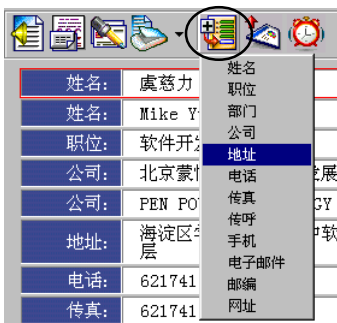 姓名: 虞慈力
姓名: Mike Y
职位: 软件开发
公司: 北京蒙 展
公司: PEN PO GY
地址: 海淀区 软
层
电话: 621741
传真: 621741
姓名
职位
部门
公司
地址
电话
传真
传呼
手机
电子邮件
邮编
网址